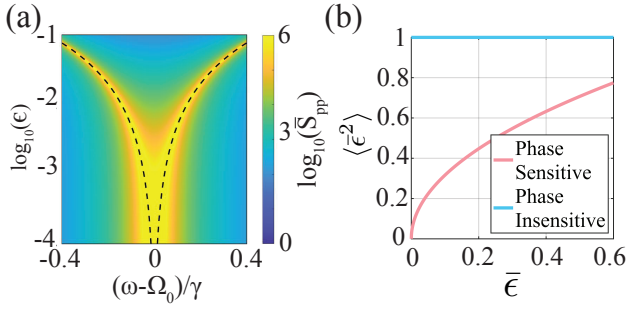 (a)
-1
-2
-3
-4
log₁₀(ϵ)
-0.4
0
0.4
(ω-Ω₀)/γ
6
3
0
log₁₀(S̅ₚₚ)
(b)
1
0.8
0.6
0.4
0.2
0
⟨ϵ̅²⟩
Phase
Sensitive
Phase
Insensitive
0
0.2
0.4
0.6
ϵ̅